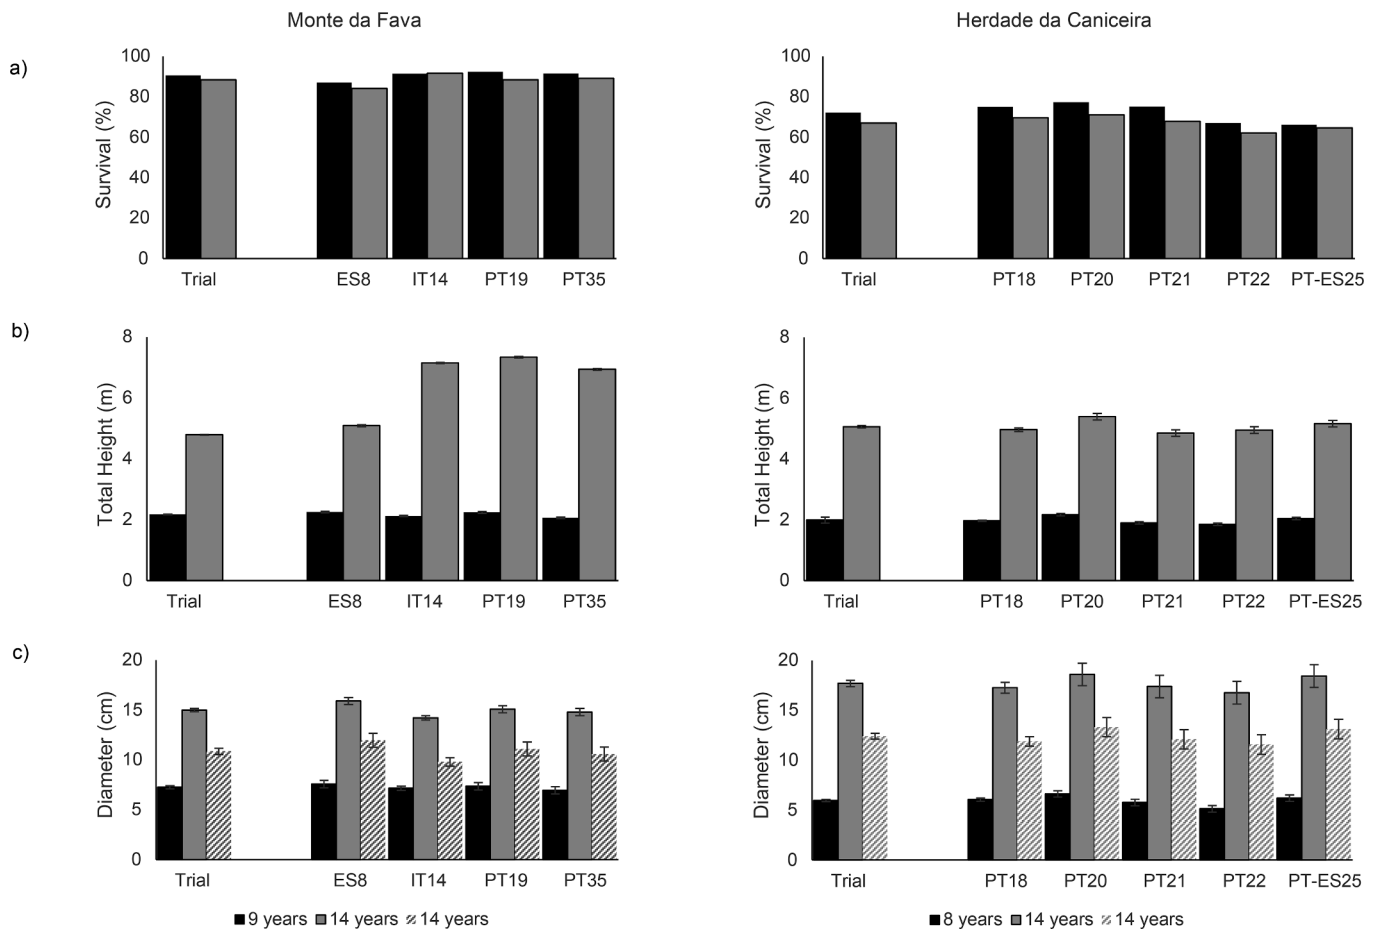 Monte da Fava
Herdade da Caniceira
a)
Survival (%)
100
80
60
40
20
0
Trial ES8 IT14 PT19 PT35
Survival (%)
100
80
60
40
20
0
Trial PT18 PT20 PT21 PT22 PT-ES25
b)
Total Height (m)
8
6
4
2
0
Trial ES8 IT14 PT19 PT35
Total Height (m)
8
6
4
2
0
Trial PT18 PT20 PT21 PT22 PT-ES25
c)
Diameter (cm)
20
15
10
5
0
Trial ES8 IT14 PT19 PT35
9 years 14 years 14 years
Diameter (cm)
20
15
10
5
0
Trial PT18 PT20 PT21 PT22 PT-ES25
8 years 14 years 14 years